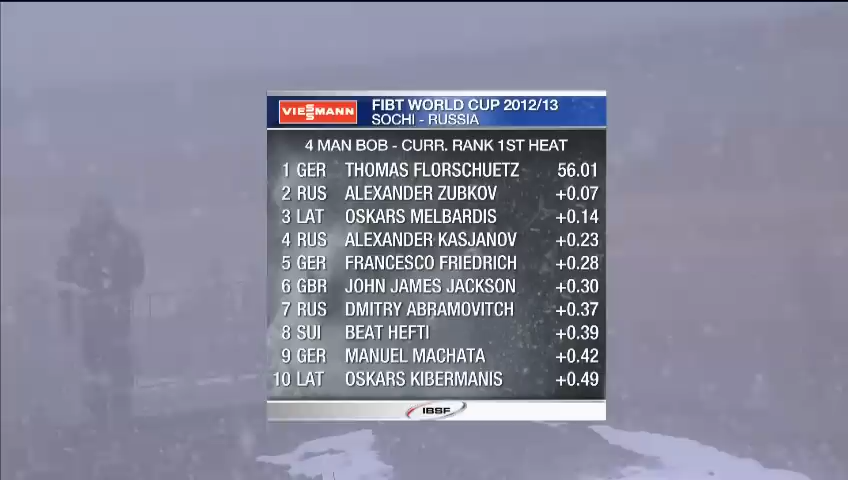 VIESSMANN
FIBT WORLD CUP 2012/13
SOCHI - RUSSIA
4 MAN BOB - CURR. RANK 1ST HEAT
1 GER THOMAS FLORSCHUETZ 56.01
2 RUS ALEXANDER ZUBKOV +0.07
3 LAT OSKARS MELBARDIS +0.14
4 RUS ALEXANDER KASJANOV +0.23
5 GER FRANCESCO FRIEDRICH +0.28
6 GBR JOHN JAMES JACKSON +0.30
7 RUS DMITRY ABRAMOVITCH +0.37
8 SUI BEAT HEFTI +0.39
9 GER MANUEL MACHATA +0.42
10 LAT OSKARS KIBERMANIS +0.49
IBSF